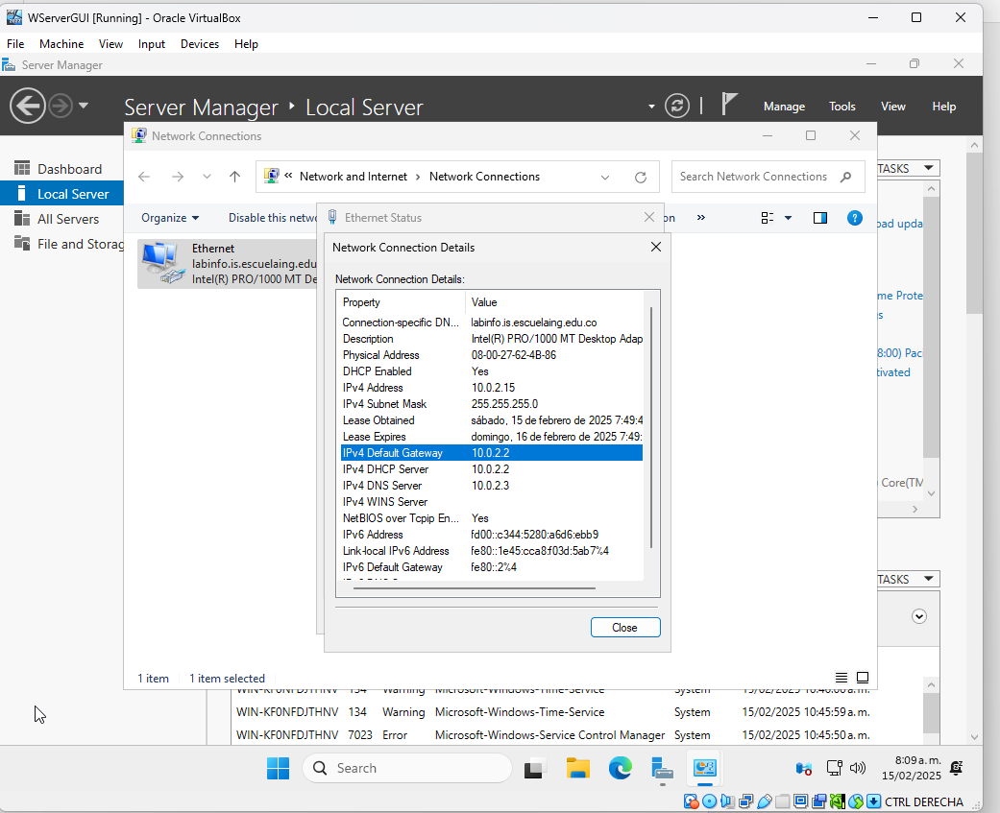 WServerGUI [Running] - Oracle VirtualBox
File Machine View Input Devices Help
Server Manager
Server Manager Local Server
Manage Tools View Help
Network Connections
« Network and Internet › Network Connections
Search Network Connections
Organize
Disable this netw
on
»
Dashboard
Local Server
All Servers
File and Storag
Ethernet
labinfo.is.escuelaing.edu
Intel(R) PRO/1000 MT De
Ethernet Status
Network Connection Details
Network Connection Details:
Property Value
Connection-specific DN... labinfo.is.escuelaing.edu.co
Description Intel(R) PRO/1000 MT Desktop Adap
Physical Address 08-00-27-62-4B-86
DHCP Enabled Yes
IPv4 Address 10.0.2.15
IPv4 Subnet Mask 255.255.255.0
Lease Obtained sábado, 15 de febrero de 2025 7:49:4
Lease Expires domingo, 16 de febrero de 2025 7:49:
IPv4 Default Gateway 10.0.2.2
IPv4 DHCP Server 10.0.2.2
IPv4 DNS Server 10.0.2.3
IPv4 WINS Server
NetBIOS over Tcpip En... Yes
IPv6 Address fd00::c344:5280:a6d6:ebb9
Link-local IPv6 Address fe80::1e45:cca8:f03d:5ab7%4
IPv6 Default Gateway fe80::2%4
Close
TASKS
oad upda
me Prote
s
8:00) Pac
tivated
Core(TM
TASKS
1 item 1 item selected
WIN-KF0NFDJTHNV 134 Warning Microsoft-Windows-Time-Service System
WIN-KF0NFDJTHNV 134 Warning Microsoft-Windows-Time-Service System 15/02/2025 10:45:59 a. m.
WIN-KF0NFDJTHNV 7023 Error Microsoft-Windows-Service Control Manager System 15/02/2025 10:45:50 a. m.
Search
8:09 a. m.
15/02/2025
CTRL DERECHA